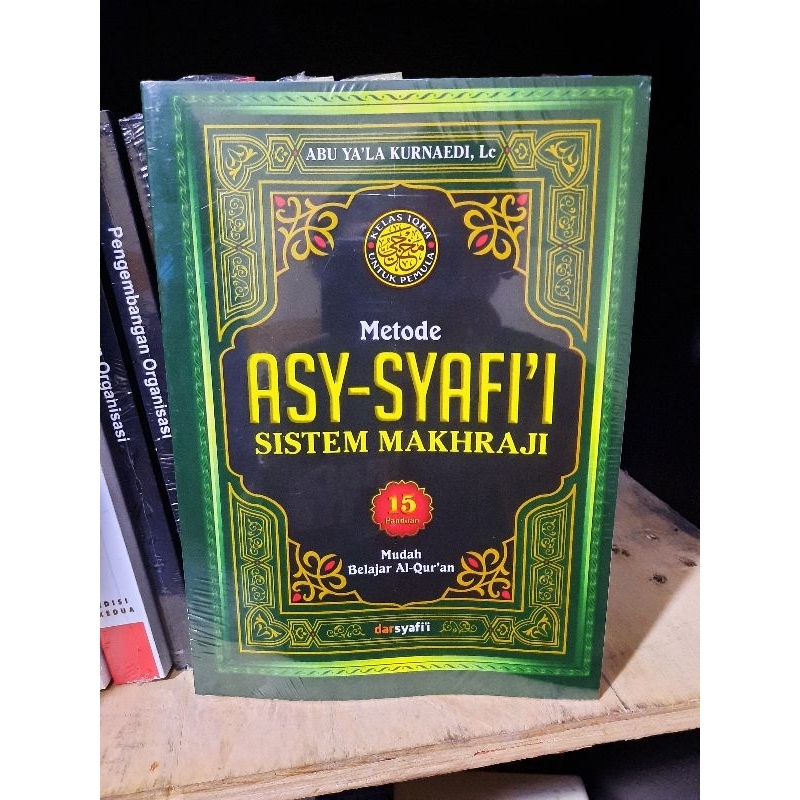 ABU YA'LA KURNAEDI, Lc
KELAS IQRA
UNTUK PEMULA
Metode
ASY-SYAFI'I
SISTEM MAKHRAJI
15
Panduan
Mudah
Belajar Al-Qur'an
darsyafi'i
Pengembangan Organisasi
Organisasi
EDISI
KEDUA